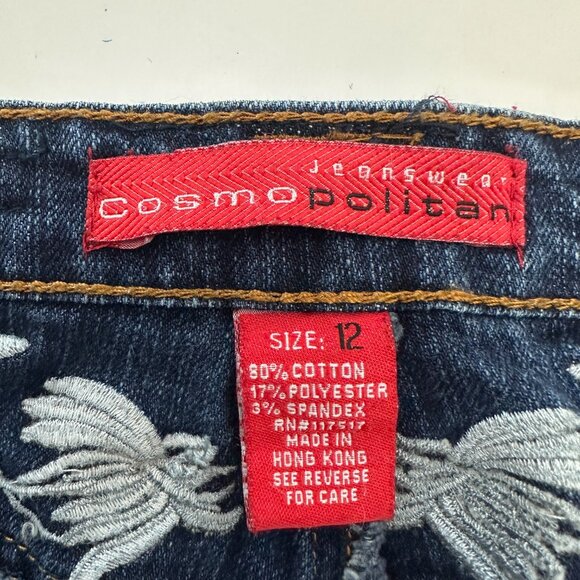 Jeanswear
Cosmopolitan
SIZE: 12
80% COTTON
17% POLYESTER
3% SPANDEX
RN#117517
MADE IN
HONG KONG
SEE REVERSE
FOR CARE